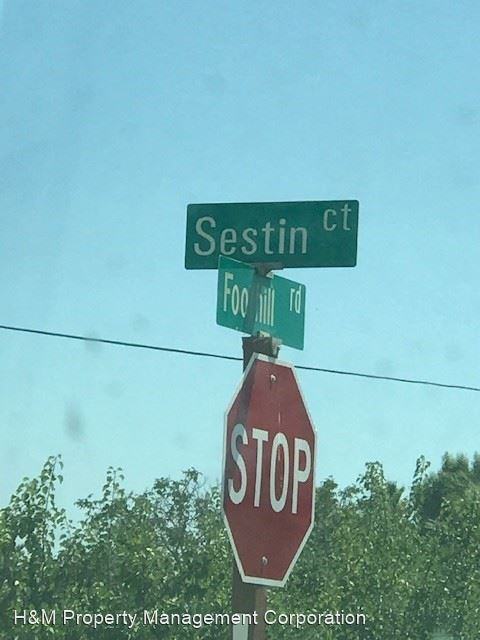 Sestin ct
Foothill rd
STOP
H&M Property Management Corporation